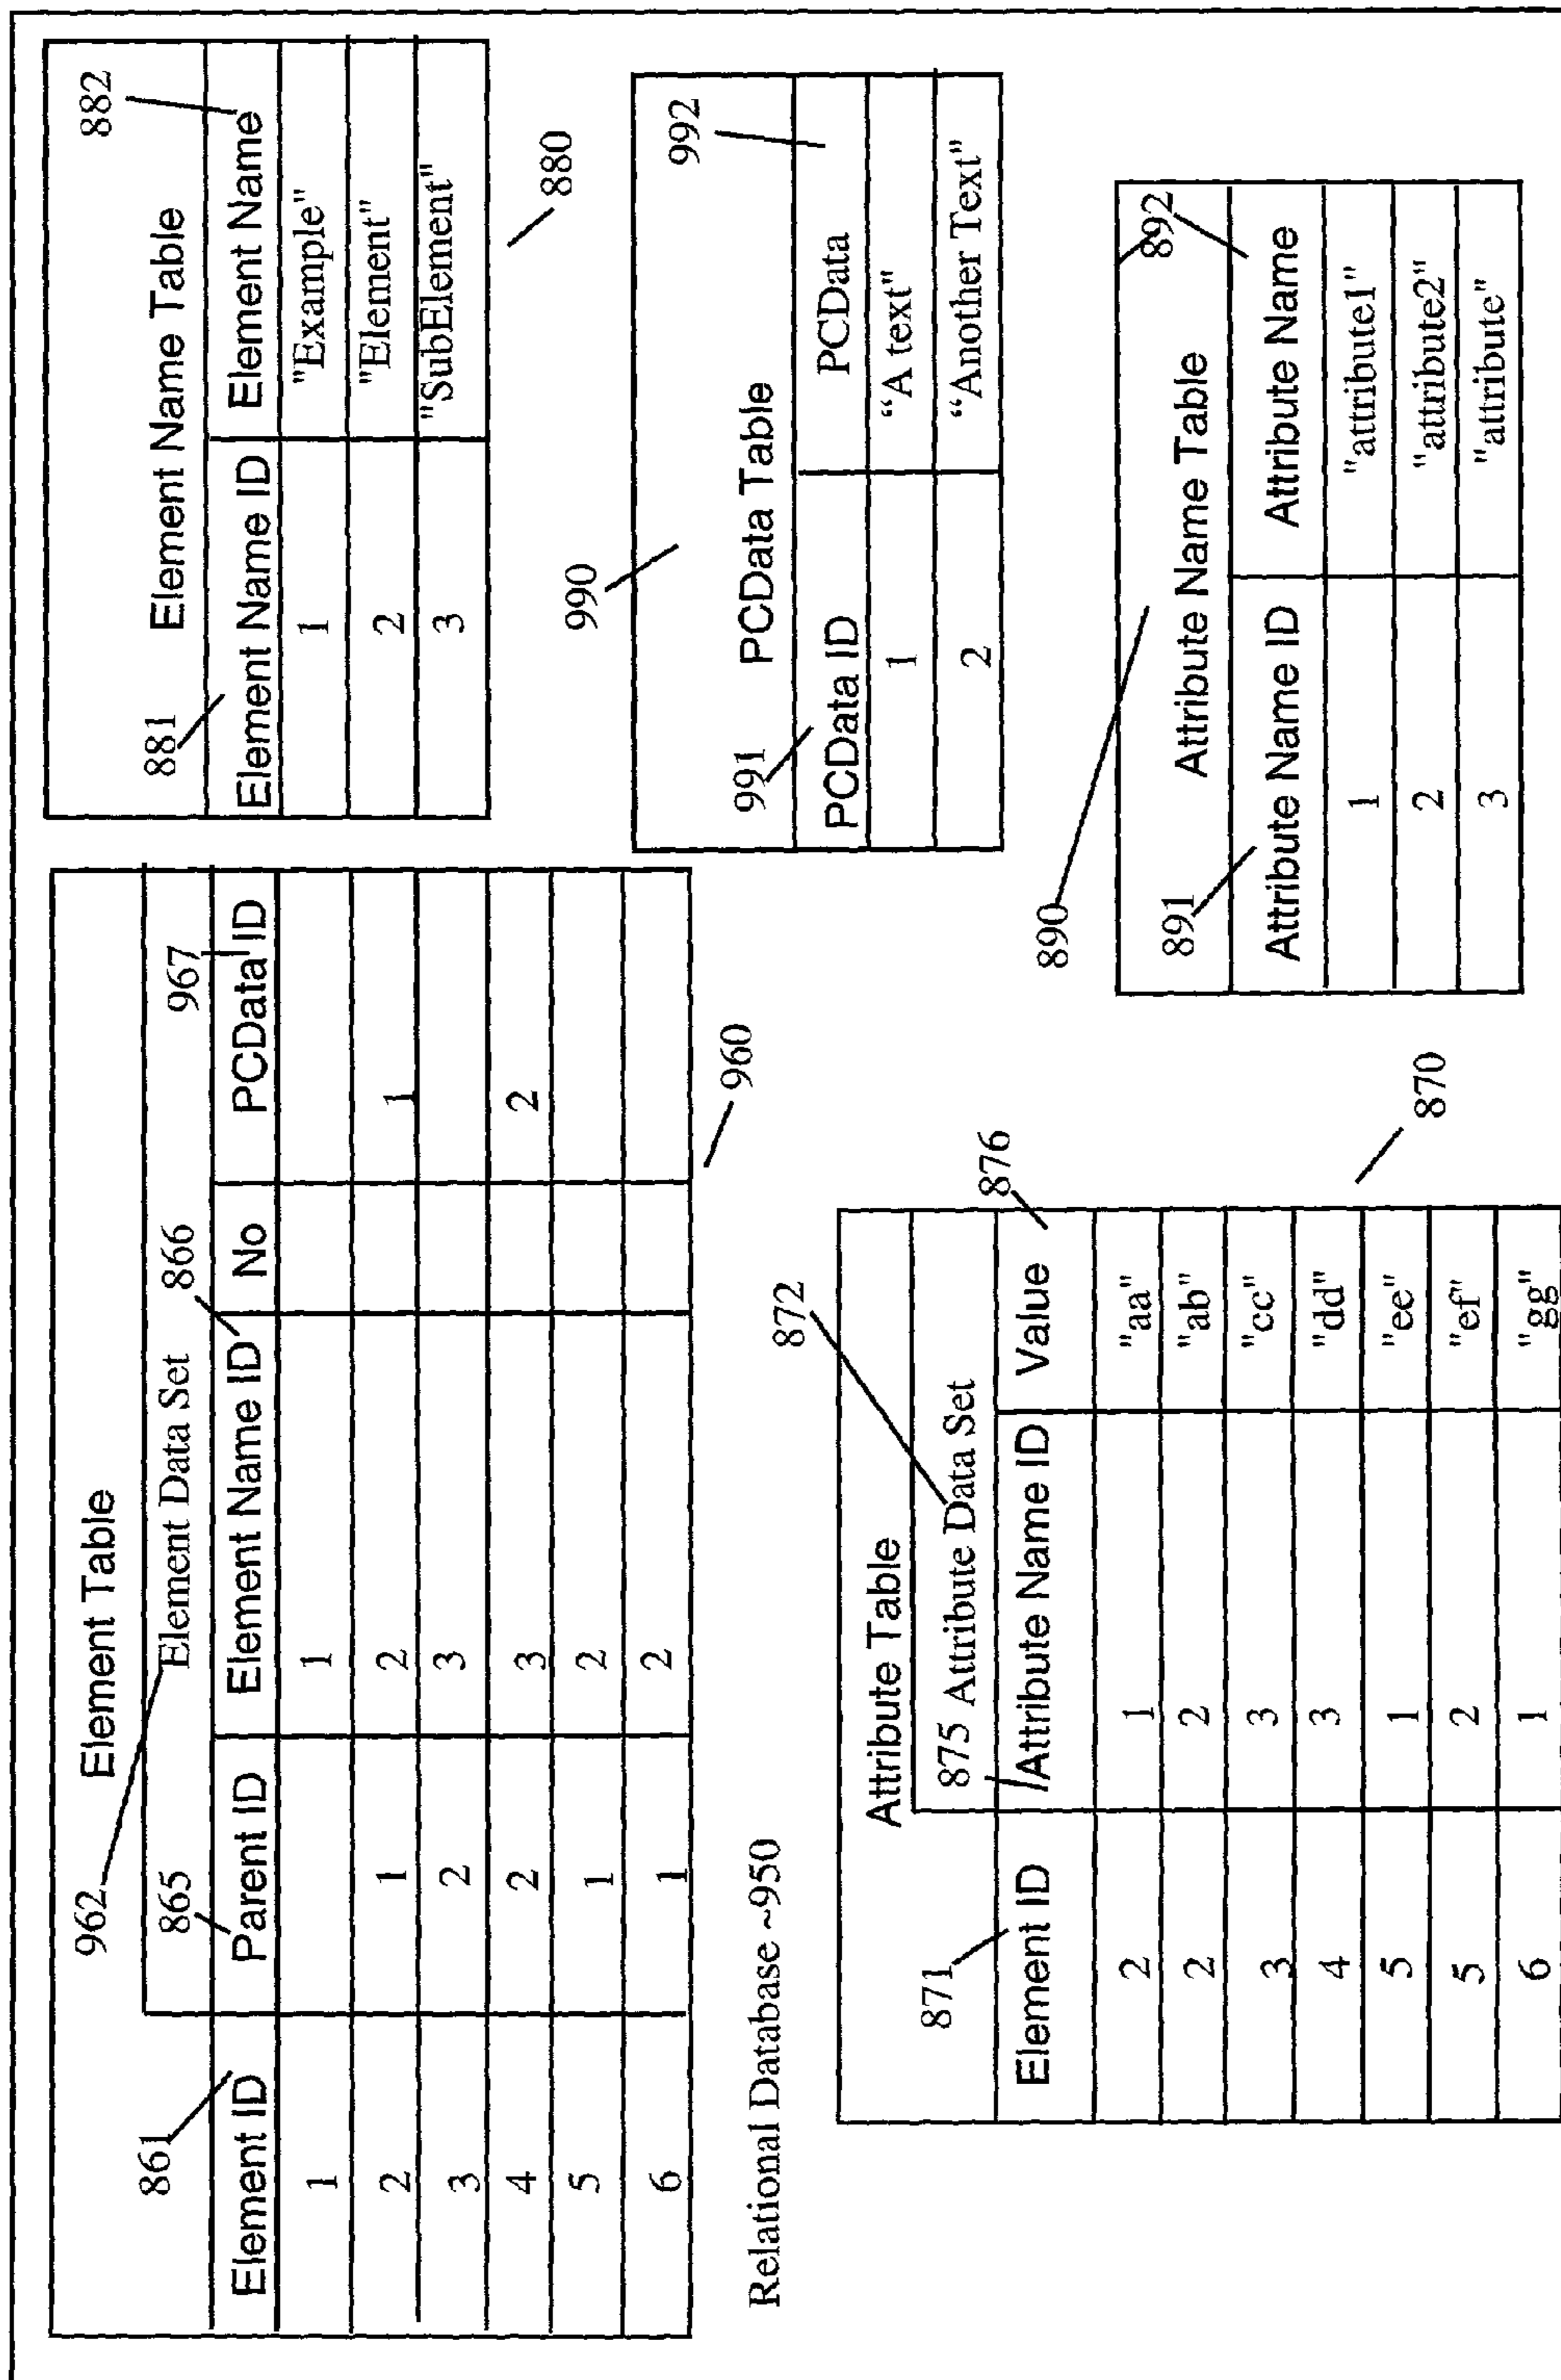 Element Table
962
Element Data Set
861
865
866
967
Element ID Parent ID Element Name ID No PCData ID
1 1
2 1 2 1
3 2 3
4 2 3 2
5 1 2
6 1 2
960
Element Name Table
882
881
Element Name ID Element Name
1 "Example"
2 "Element"
3 "SubElement"
880
990
PCData Table
992
991
PCData ID PCData
1 “A text”
2 “Another Text”
Relational Database ~950
872
Attribute Table
871
875 Attribute Data Set
876
Element ID Attribute Name ID Value
2 1 "aa"
2 2 "ab"
3 3 "cc"
4 3 "dd"
5 1 "ee"
5 2 "ef"
6 1 "gg"
870
890
Attribute Name Table
891
892
Attribute Name ID Attribute Name
1 "attribute1"
2 "attribute2"
3 "attribute"